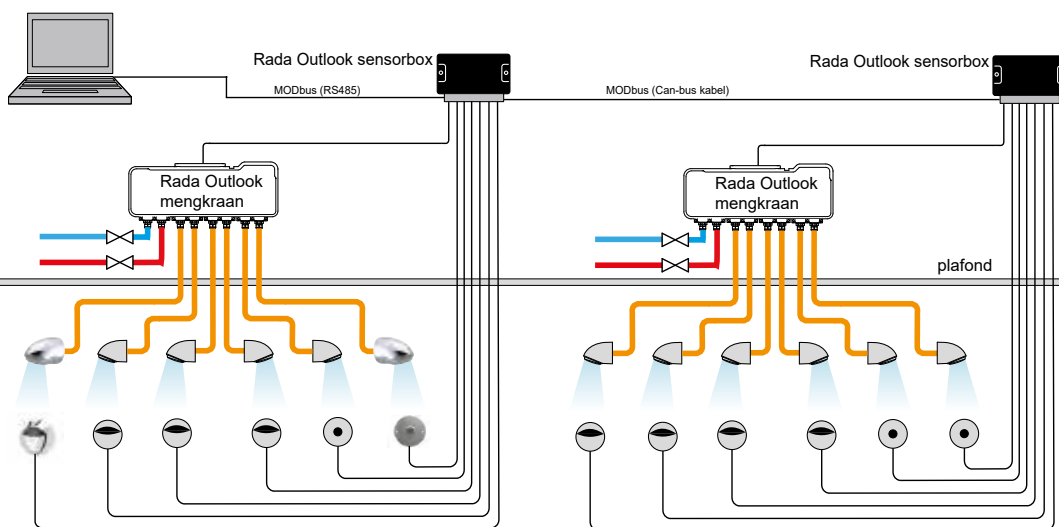 Rada Outlook sensorbox
Rada Outlook sensorbox
MODbus (RS485)
MODbus (Can-bus kabel)
Rada Outlook
mengkraan
Rada Outlook
mengkraan
plafond